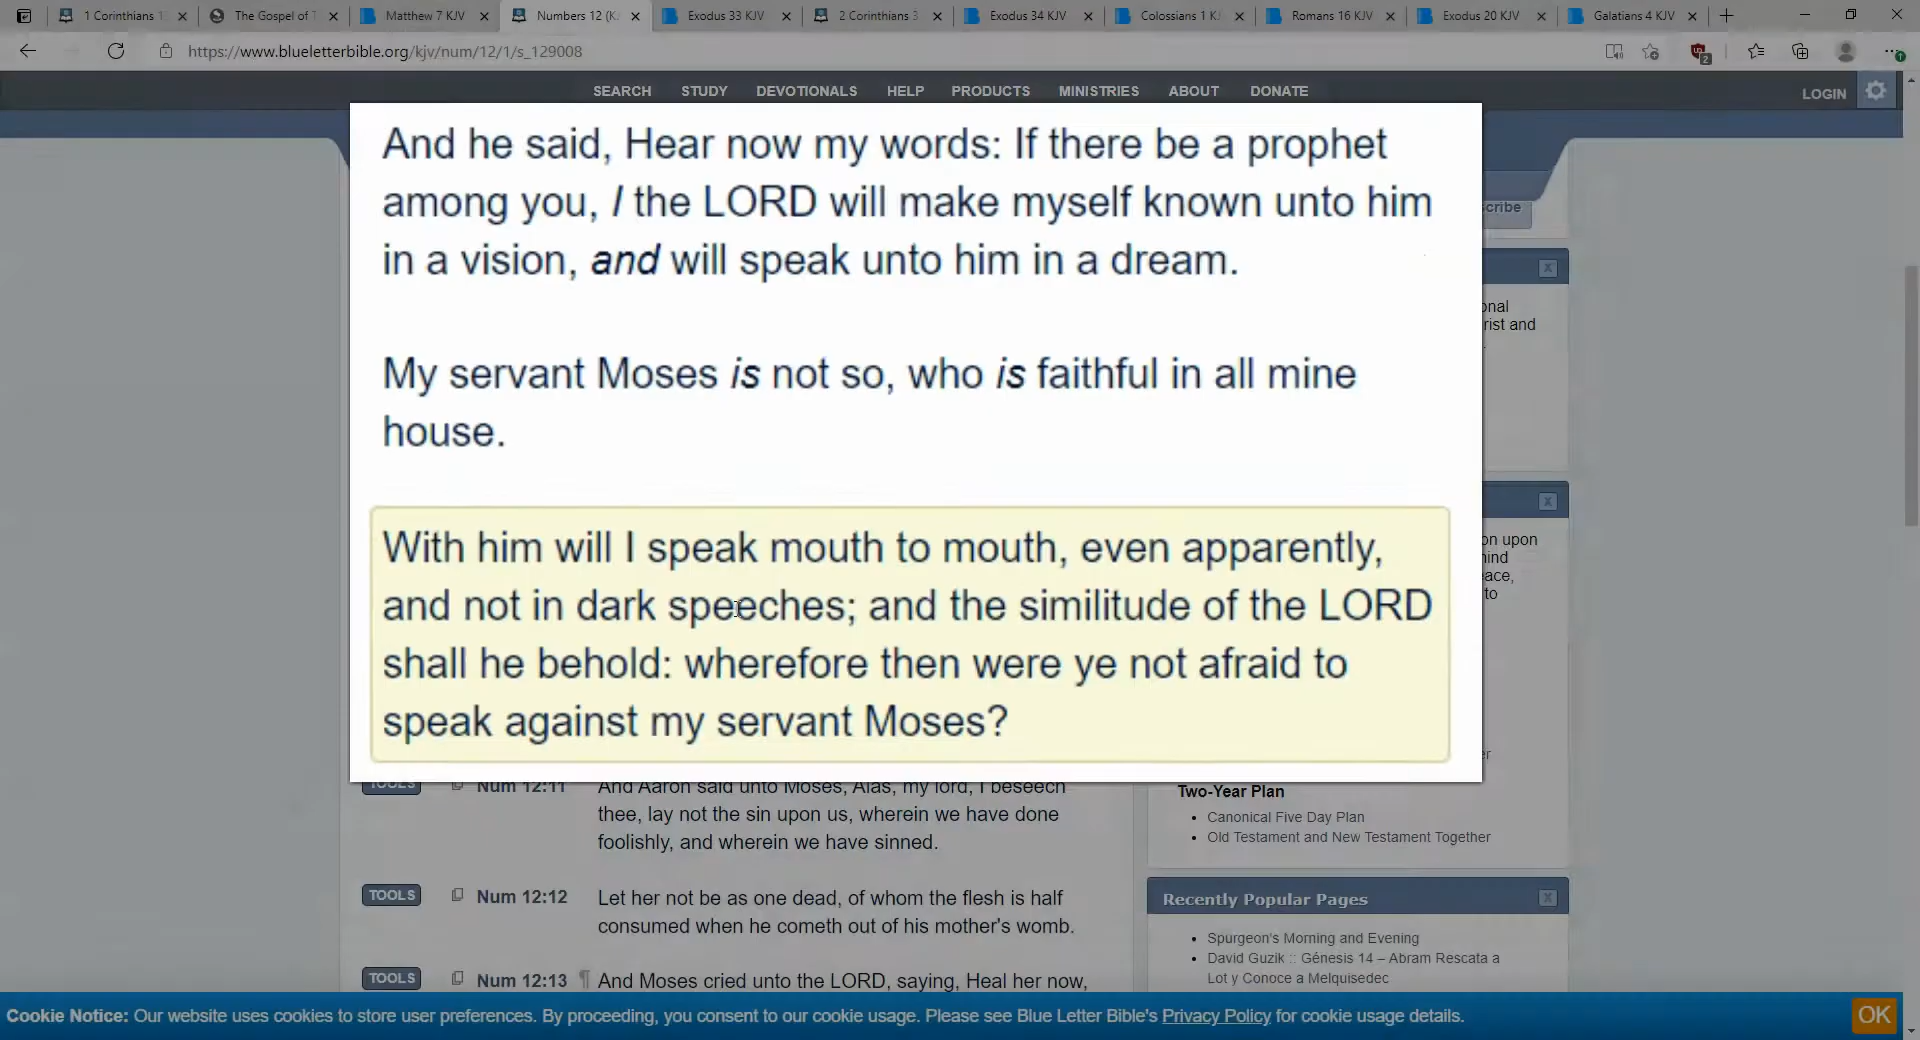 1 Corinthians 1
The Gospel of T
Matthew 7 KJV
Numbers 12 (K
Exodus 33 KJV
2 Corinthians 3
Exodus 34 KJV
Colossians 1 K
Romans 16 KJV
Exodus 20 KJV
Galatians 4 KJV
https://www.blueletterbible.org/kjv/num/12/1/s_129008
2
SEARCH STUDY DEVOTIONALS HELP PRODUCTS MINISTRIES ABOUT DONATE
LOGIN
And he said, Hear now my words: If there be a prophet
among you, I the LORD will make myself known unto him
in a vision, and will speak unto him in a dream.
My servant Moses is not so, who is faithful in all mine
house.
With him will I speak mouth to mouth, even apparently,
and not in dark speeches; and the similitude of the LORD
shall he behold: wherefore then were ye not afraid to
speak against my servant Moses?
cribe
X
onal
rist and
X
on upon
ind
ace,
to
er
TOOLS Num 12:11 And Aaron said unto Moses, Alas, my lord, I beseech
thee, lay not the sin upon us, wherein we have done
foolishly, and wherein we have sinned.
TOOLS Num 12:12 Let her not be as one dead, of whom the flesh is half
consumed when he cometh out of his mother's womb.
TOOLS Num 12:13 ¶ And Moses cried unto the LORD, saying, Heal her now,
Two-Year Plan
• Canonical Five Day Plan
• Old Testament and New Testament Together
Recently Popular Pages X
• Spurgeon's Morning and Evening
• David Guzik :: Génesis 14 – Abram Rescata a
Lot y Conoce a Melquisedec
Cookie Notice: Our website uses cookies to store user preferences. By proceeding, you consent to our cookie usage. Please see Blue Letter Bible's Privacy Policy for cookie usage details.
OK